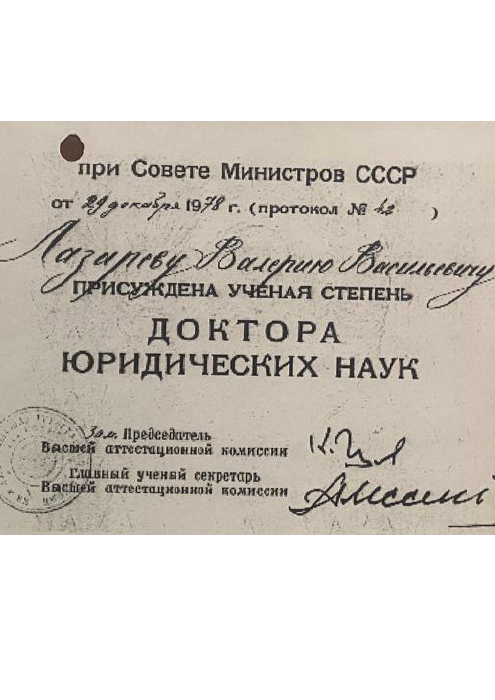 при Совете Министров СССР
от 29 декабря 1978 г. (протокол №      )
Лазареву Валерию Васильевичу
ПРИСУЖДЕНА УЧЕНАЯ СТЕПЕНЬ
ДОКТОРА
ЮРИДИЧЕСКИХ НАУК
Зам. Председатель
Высшей аттестационной комиссии
Главный ученый секретарь
Высшей аттестационной комиссии